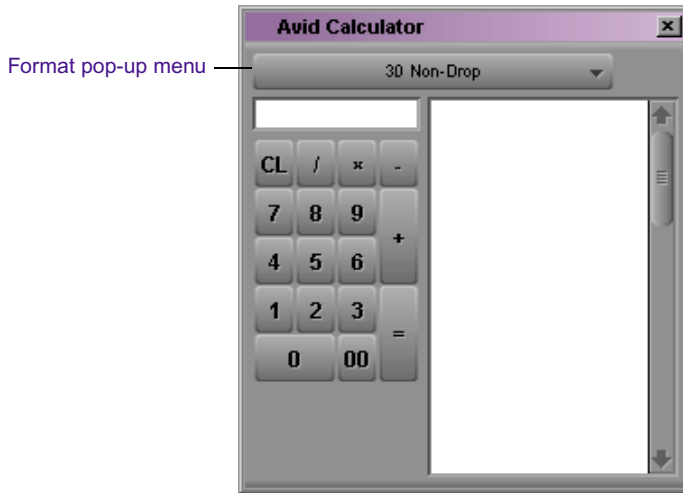 Avid Calculator
Format pop-up menu
30 Non-Drop
CL / × -
7 8 9
+
4 5 6
1 2 3
=
0 00